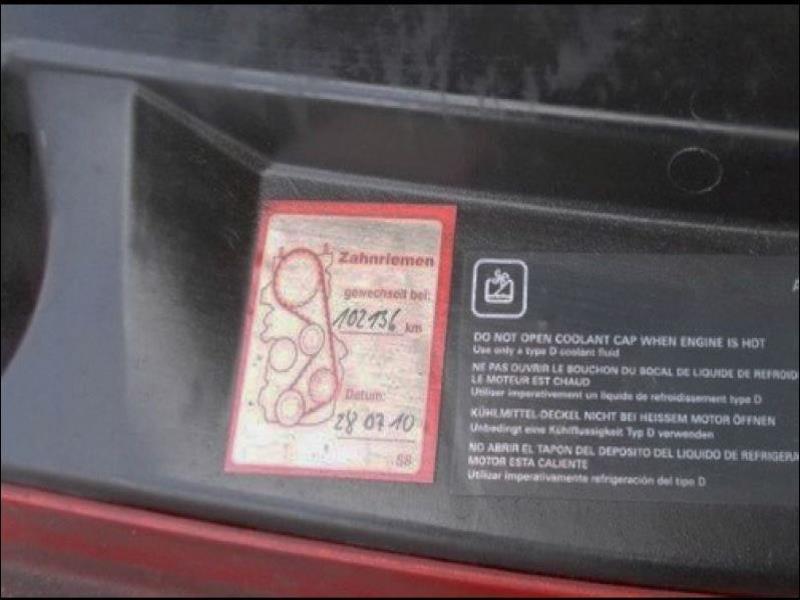 Zahnriemen
gewechselt bei:
102136 km
Datum:
28 07 10
S8
DO NOT OPEN COOLANT CAP WHEN ENGINE IS HOT
Use only a type D coolant fluid
NE PAS OUVRIR LE BOUCHON DU BOCAL DE LIQUIDE DE REFROID
LE MOTEUR EST CHAUD
Utiliser imperativement un liquide de refroidissement type D
KÜHLMITTEL-DECKEL NICHT BEI HEISSEM MOTOR ÖFFNEN
Unbedingt eine Kühlflussigkeit Typ D verwenden
NO ABRIR EL TAPON DEL DEPOSITO DEL LIQUIDO DE REFRIGERA
MOTOR ESTA CALIENTE
Utilizar imperativamente refrigeración del tipo D